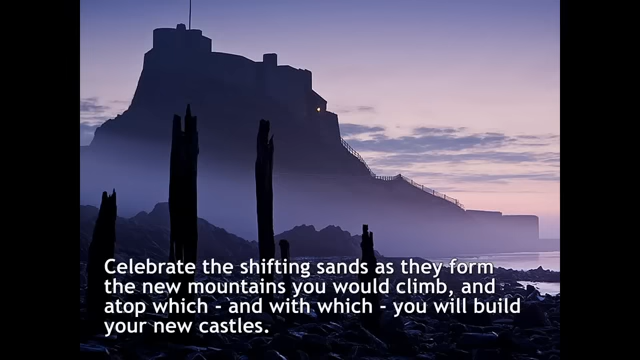 Celebrate the shifting sands as they form
the new mountains you would climb, and
atop which - and with which - you will build
your new castles.